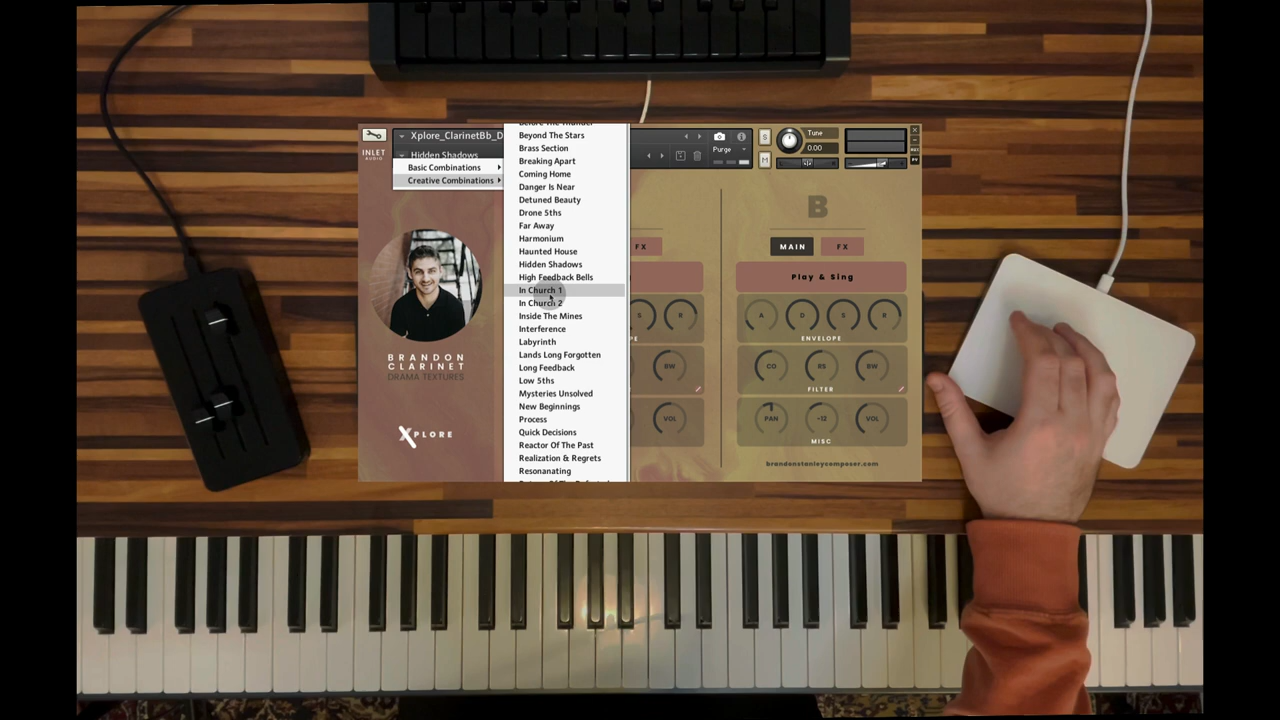 INLET
AUDIO
Xplore_ClarinetBb_D
Hidden Shadows
Basic Combinations
Creative Combinations
Beyond The Stars
Brass Section
Breaking Apart
Coming Home
Danger Is Near
Detuned Beauty
Drone 5ths
Far Away
Harmonium
Haunted House
Hidden Shadows
High Feedback Bells
In Church 1
In Church 2
Inside The Mines
Interference
Labyrinth
Lands Long Forgotten
Long Feedback
Low 5ths
Mysteries Unsolved
New Beginnings
Process
Quick Decisions
Reactor Of The Past
Realization & Regrets
Resonanating
Purge
S
M
Tune
0.00
BRANDON
CLARINET
DRAMA TEXTURES
XPLORE
FX
S R
BW
VOL
B
MAIN FX
Play & Sing
A D S R
ENVELOPE
CO RS BW
FILTER
PAN -12 VOL
MISC
brandonstanleycomposer.com